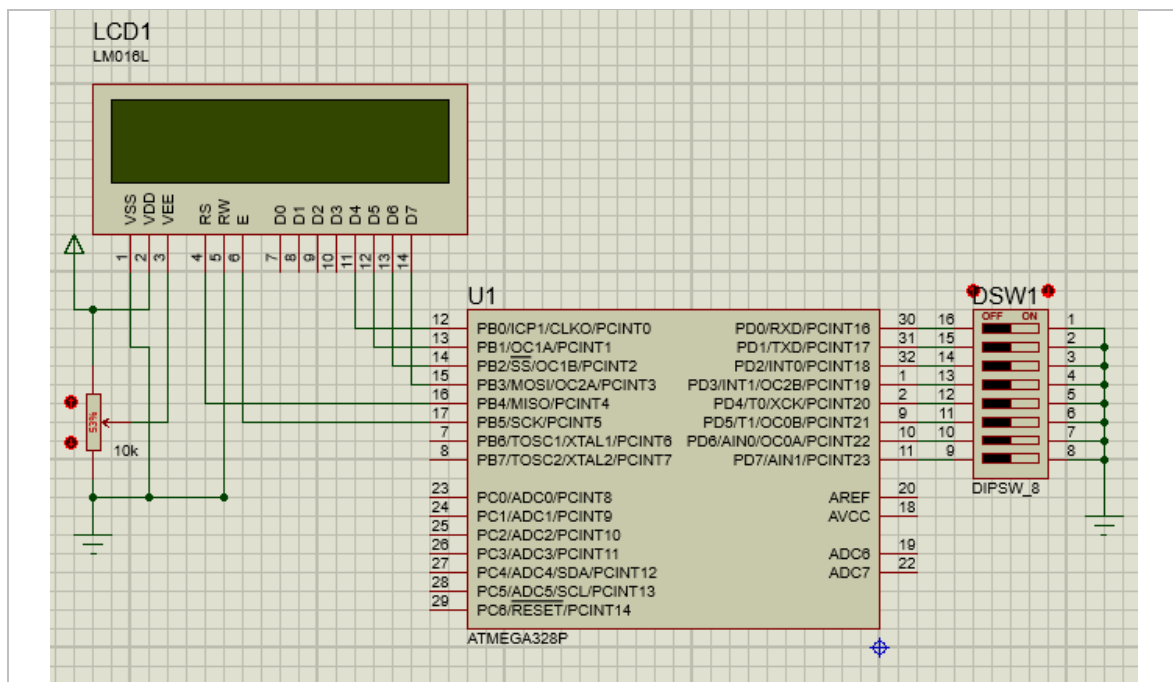 LCD1
LM016L
VSS
VDD
VEE
RS
RW
E
D0
D1
D2
D3
D4
D5
D6
D7
1
2
3
4
5
6
7
8
9
10
11
12
13
14
53%
10k
U1
12 PB0/ICP1/CLKO/PCINT0 PD0/RXD/PCINT16 30
13 PB1/OC1A/PCINT1 PD1/TXD/PCINT17 31
14 PB2/SS/OC1B/PCINT2 PD2/INT0/PCINT18 32
15 PB3/MOSI/OC2A/PCINT3 PD3/INT1/OC2B/PCINT19 1
16 PB4/MISO/PCINT4 PD4/T0/XCK/PCINT20 2
17 PB5/SCK/PCINT5 PD5/T1/OC0B/PCINT21 9
7 PB6/TOSC1/XTAL1/PCINT6 PD6/AIN0/OC0A/PCINT22 10
8 PB7/TOSC2/XTAL2/PCINT7 PD7/AIN1/PCINT23 11
23 PC0/ADC0/PCINT8 AREF 20
24 PC1/ADC1/PCINT9 AVCC 18
25 PC2/ADC2/PCINT10
26 PC3/ADC3/PCINT11 ADC6 19
27 PC4/ADC4/SDA/PCINT12 ADC7 22
28 PC5/ADC5/SCL/PCINT13
29 PC6/RESET/PCINT14
ATMEGA328P
DSW1
OFF ON
16 1
15 2
14 3
13 4
12 5
11 6
10 7
9 8
DIPSW_8